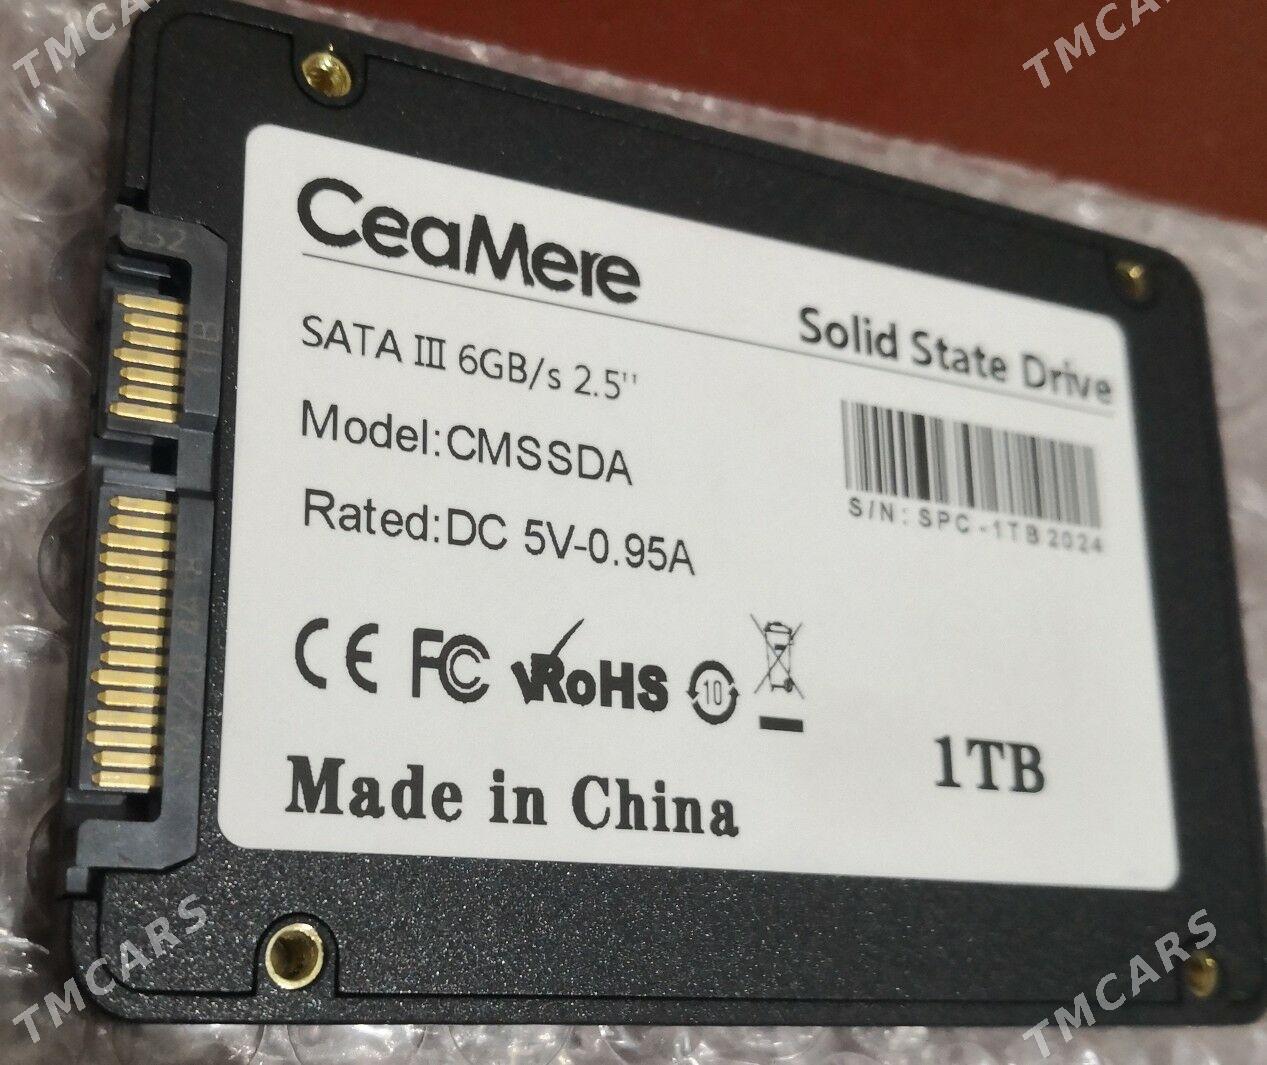 TMCARS
TMCARS
CeaMere
Solid State Drive
SATA III 6GB/s 2.5''
Model:CMSSDA
Rated:DC 5V-0.95A
S/N:SPC-1TB2024
CE FC RoHS 10
1TB
Made in China
TMCARS
TMCARS